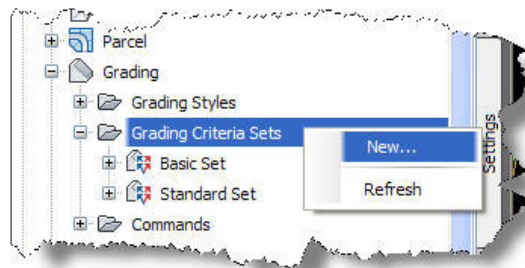 Parcel
Grading
Grading Styles
Grading Criteria Sets
New...
Basic Set
Standard Set
Refresh
Commands
Settings